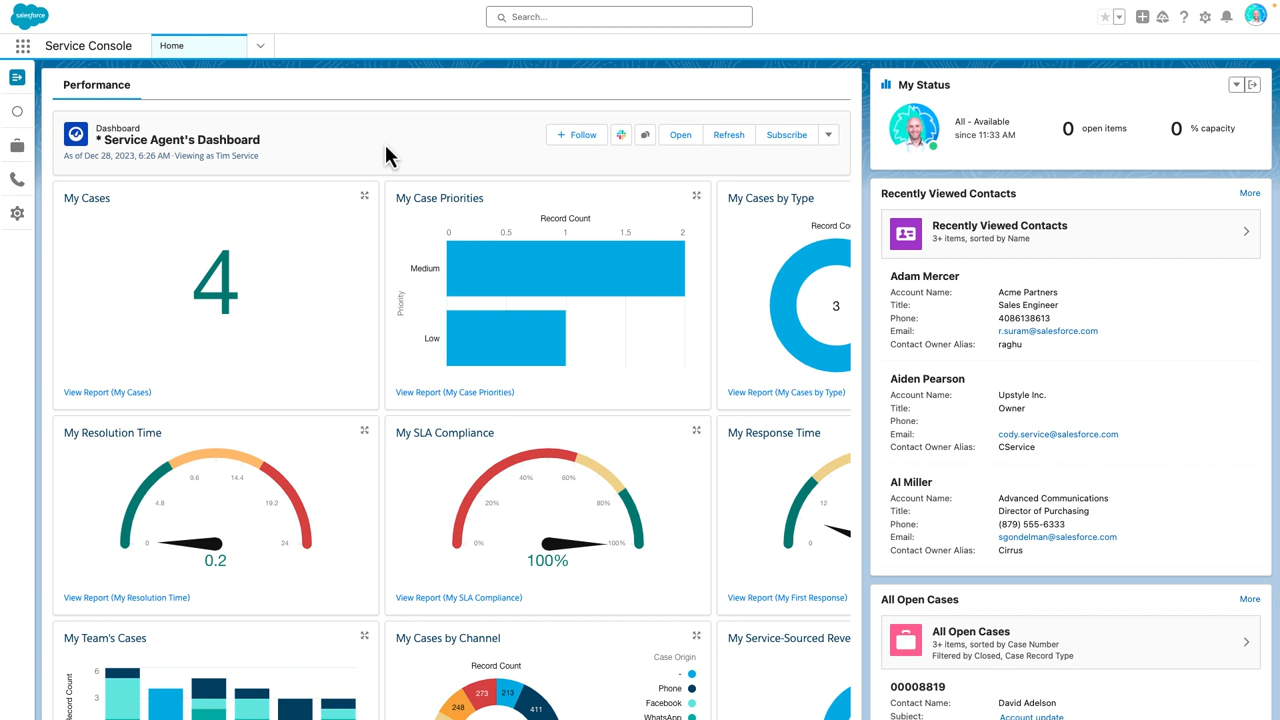 salesforce
Search...
Service Console
Home
Performance
Dashboard
* Service Agent's Dashboard
As of Dec 28, 2023, 6:26 AM·Viewing as Tim Service
+ Follow
Open
Refresh
Subscribe
My Cases
4
View Report (My Cases)
My Case Priorities
Record Count
0 0.5 1 1.5 2
Priority
Medium
Low
View Report (My Case Priorities)
My Cases by Type
Record Co
3
View Report (My Cases by Type)
My Resolution Time
0 4.8 9.6 14.4 19.2 24
0.2
View Report (My Resolution Time)
My SLA Compliance
0% 20% 40% 60% 80% 100%
100%
View Report (My SLA Compliance)
My Response Time
0 12
View Report (My First Response)
My Team's Cases
Record Count
6
3
My Cases by Channel
Record Count
248 273 213 411
Case Origin
-
Phone
Facebook
WhatsApp
My Service-Sourced Reve
My Status
All - Available
since 11:33 AM
0 open items
0 % capacity
Recently Viewed Contacts
More
Recently Viewed Contacts
3+ items, sorted by Name
Adam Mercer
Account Name: Acme Partners
Title: Sales Engineer
Phone: 4086138613
Email: r.suram@salesforce.com
Contact Owner Alias: raghu
Aiden Pearson
Account Name: Upstyle Inc.
Title: Owner
Phone:
Email: cody.service@salesforce.com
Contact Owner Alias: CService
Al Miller
Account Name: Advanced Communications
Title: Director of Purchasing
Phone: (879) 555-6333
Email: sgondelman@salesforce.com
Contact Owner Alias: Cirrus
All Open Cases
More
All Open Cases
3+ items, sorted by Case Number
Filtered by Closed, Case Record Type
00008819
Contact Name: David Adelson
Subject: Account update